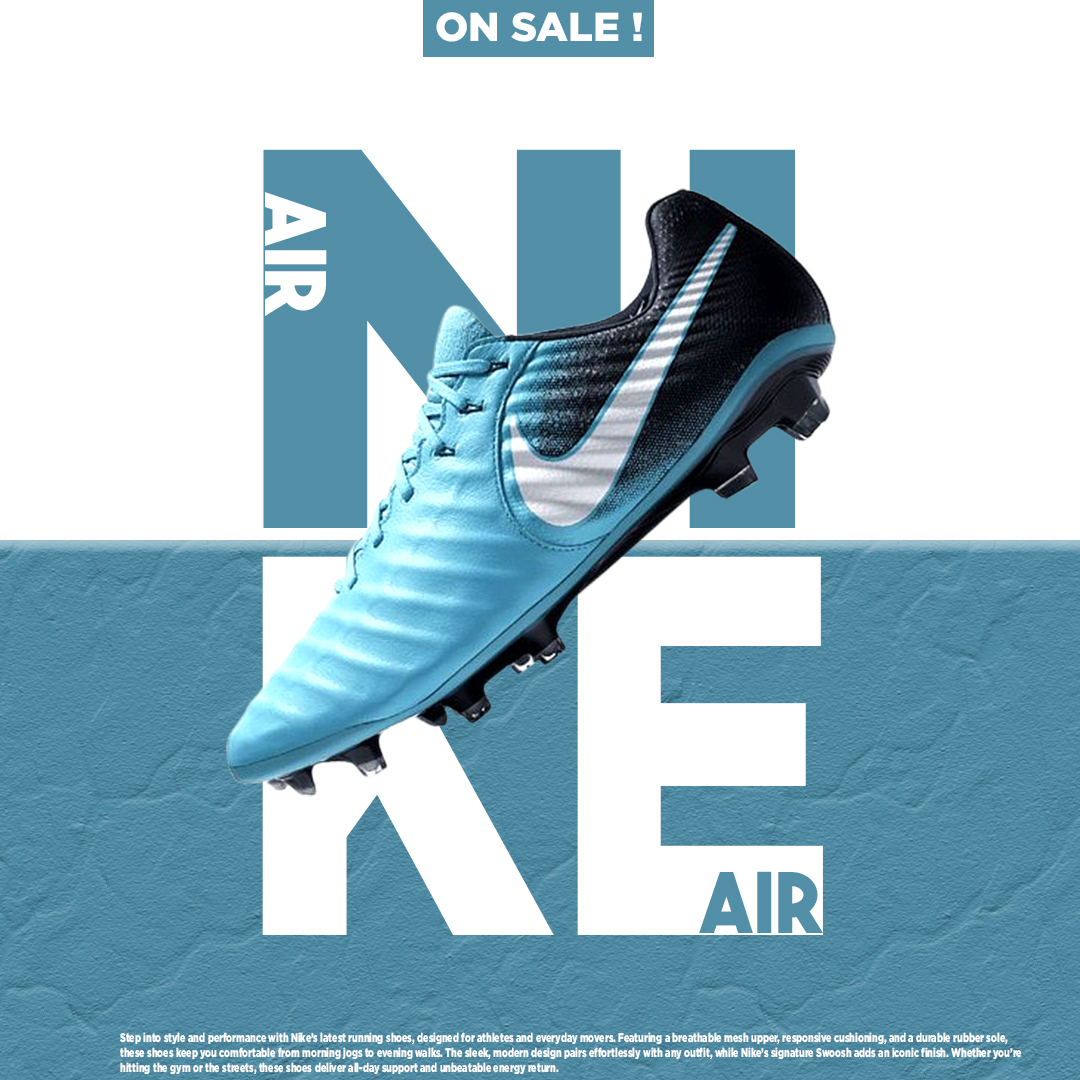 ON SALE !
NI
AIR
KE
AIR
Step into style and performance with Nike's latest running shoes, designed for athletes and everyday movers. Featuring a breathable mesh upper, responsive cushioning, and a durable rubber sole,
these shoes keep you comfortable from morning jogs to evening walks. The sleek, modern design pairs effortlessly with any outfit, while Nike's signature Swoosh adds an iconic finish. Whether you're
hitting the gym or the streets, these shoes deliver all-day support and unbeatable energy return.